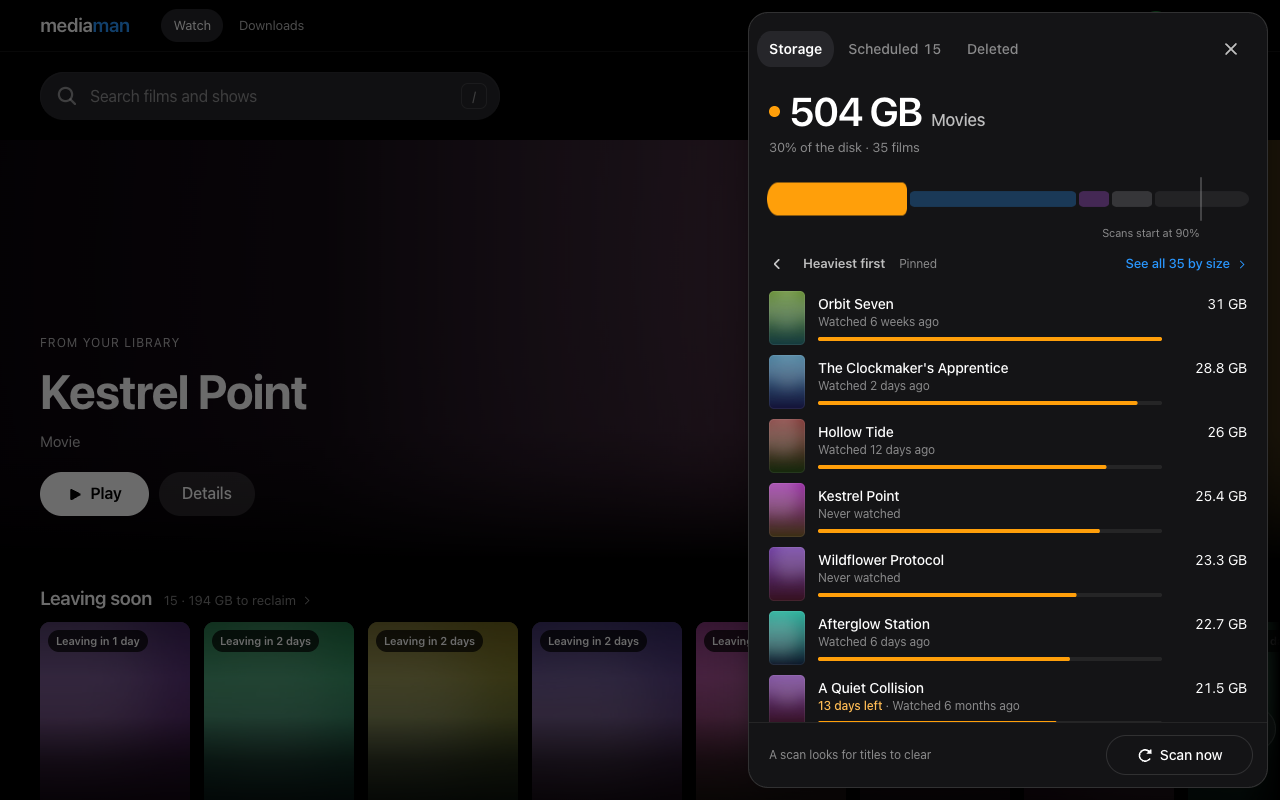 mediaman
Watch
Downloads
Search films and shows
/
FROM YOUR LIBRARY
Kestrel Point
Movie
Play
Details
Leaving soon
15 · 194 GB to reclaim
Leaving in 1 day
Leaving in 2 days
Leaving in 2 days
Leaving in 2 days
Leaving
Storage
Scheduled 15
Deleted
504 GB Movies
30% of the disk · 35 films
Scans start at 90%
Heaviest first
Pinned
See all 35 by size
Orbit Seven
31 GB
Watched 6 weeks ago
The Clockmaker's Apprentice
28.8 GB
Watched 2 days ago
Hollow Tide
26 GB
Watched 12 days ago
Kestrel Point
25.4 GB
Never watched
Wildflower Protocol
23.3 GB
Never watched
Afterglow Station
22.7 GB
Watched 6 days ago
A Quiet Collision
21.5 GB
13 days left · Watched 6 months ago
A scan looks for titles to clear
Scan now